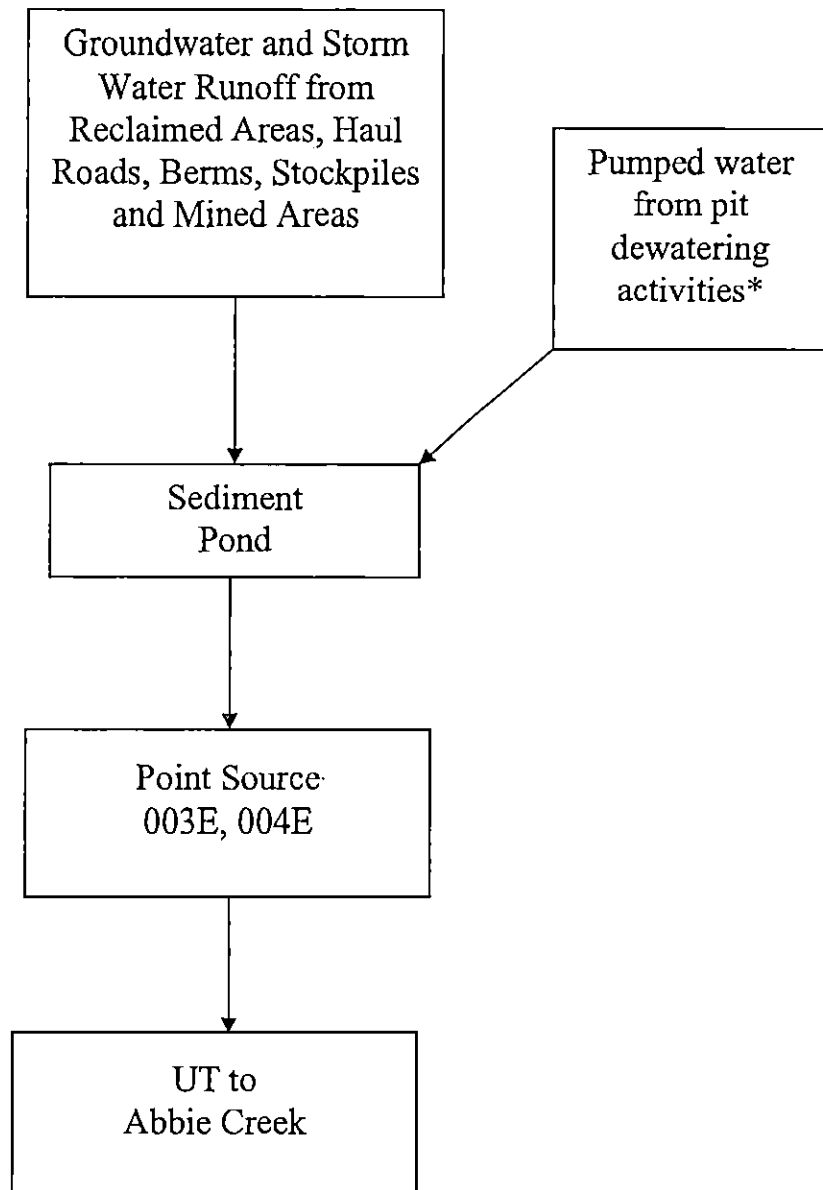 Groundwater and Storm
Water Runoff from
Reclaimed Areas, Haul
Roads, Berms, Stockpiles
and Mined Areas
Pumped water
from pit
dewatering
activities*
Sediment
Pond
Point Source
003E, 004E
UT to
Abbie Creek